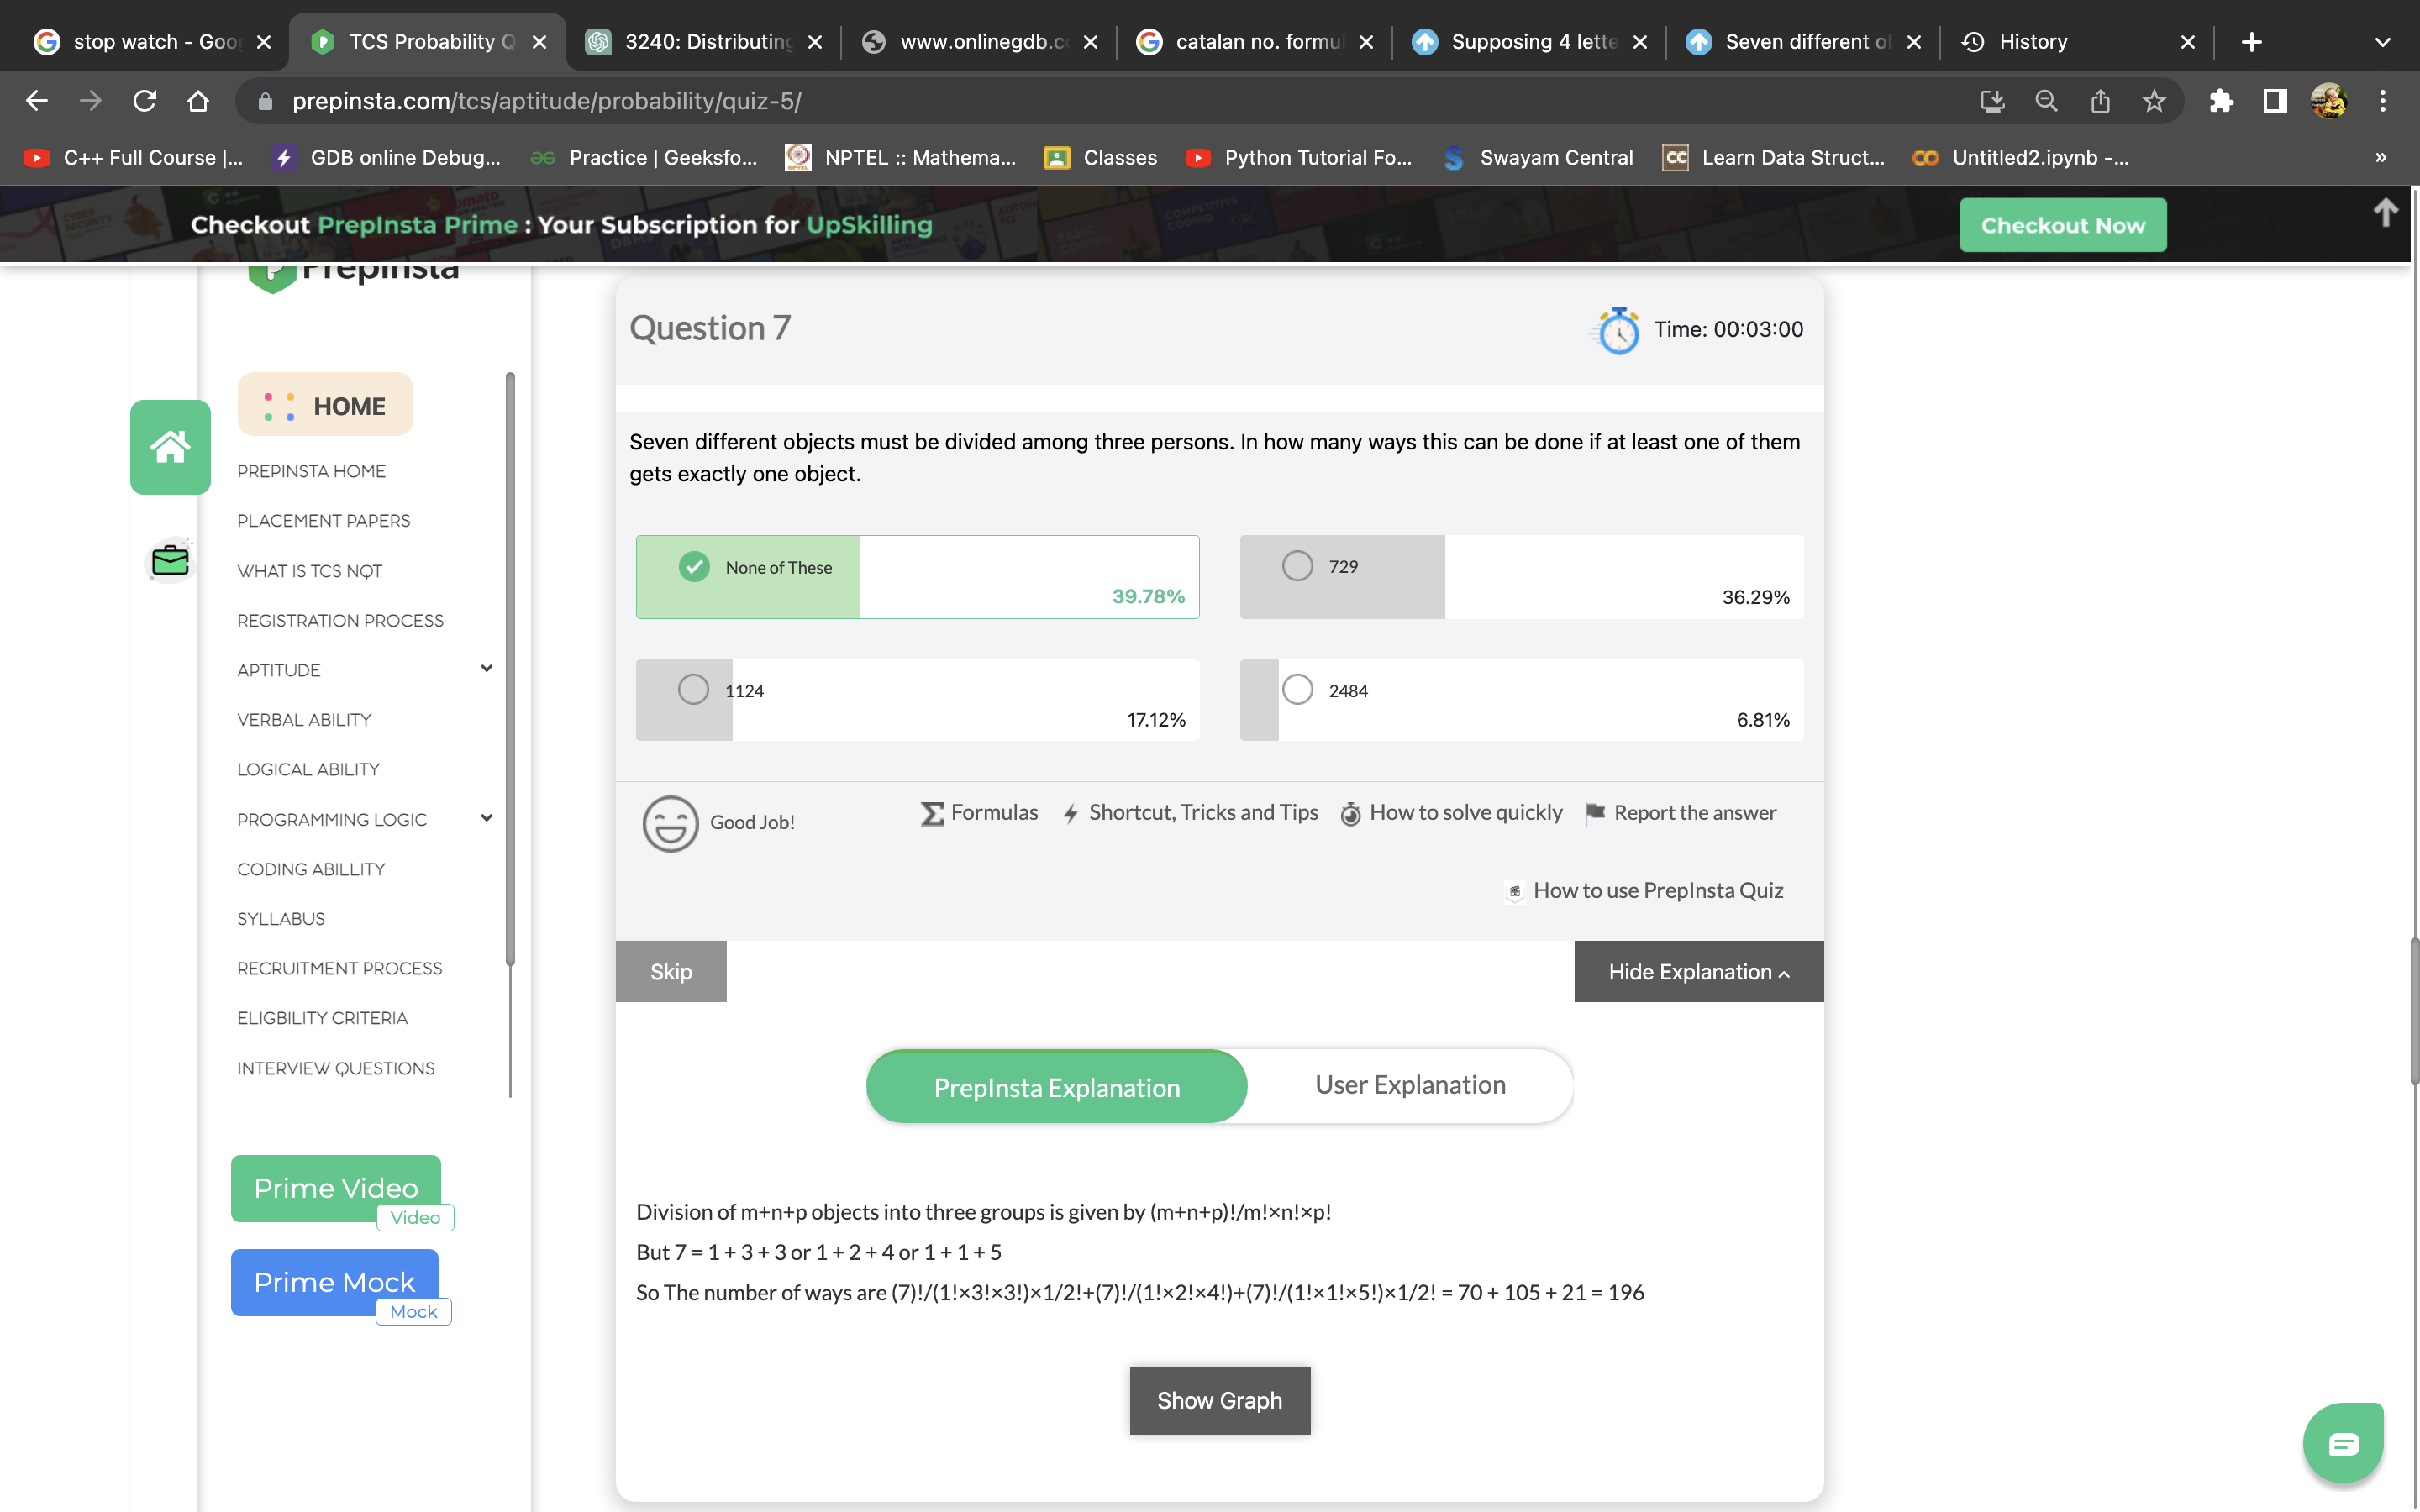 stop watch - Goo
TCS Probability Q
3240: Distributing
www.onlinegdb.c
catalan no. formul
Supposing 4 lette
Seven different ob
History
prepinsta.com/tcs/aptitude/probability/quiz-5/
C++ Full Course |...
GDB online Debug...
Practice | Geeksfo...
NPTEL :: Mathema...
Classes
Python Tutorial Fo...
Swayam Central
Learn Data Struct...
Untitled2.ipynb -...
»
Checkout PrepInsta Prime : Your Subscription for UpSkilling
Checkout Now
PrepInsta
HOME
PREPINSTA HOME
PLACEMENT PAPERS
WHAT IS TCS NQT
REGISTRATION PROCESS
APTITUDE
VERBAL ABILITY
LOGICAL ABILITY
PROGRAMMING LOGIC
CODING ABILLITY
SYLLABUS
RECRUITMENT PROCESS
ELIGBILITY CRITERIA
INTERVIEW QUESTIONS
Prime Video
Video
Prime Mock
Mock
Question 7
Time: 00:03:00
Seven different objects must be divided among three persons. In how many ways this can be done if at least one of them
gets exactly one object.
None of These
39.78%
729
36.29%
1124
17.12%
2484
6.81%
Good Job!
Formulas
Shortcut, Tricks and Tips
How to solve quickly
Report the answer
How to use PrepInsta Quiz
Skip
Hide Explanation
PrepInsta Explanation
User Explanation
Division of m+n+p objects into three groups is given by (m+n+p)!/m!×n!×p!
But 7 = 1 + 3 + 3 or 1 + 2 + 4 or 1 + 1 + 5
So The number of ways are (7)!/(1!×3!×3!)×1/2!+(7)!/(1!×2!×4!)+(7)!/(1!×1!×5!)×1/2! = 70 + 105 + 21 = 196
Show Graph